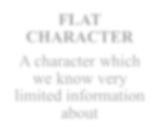 FLAT
CHARACTER
A character which
we know very
limited information
about